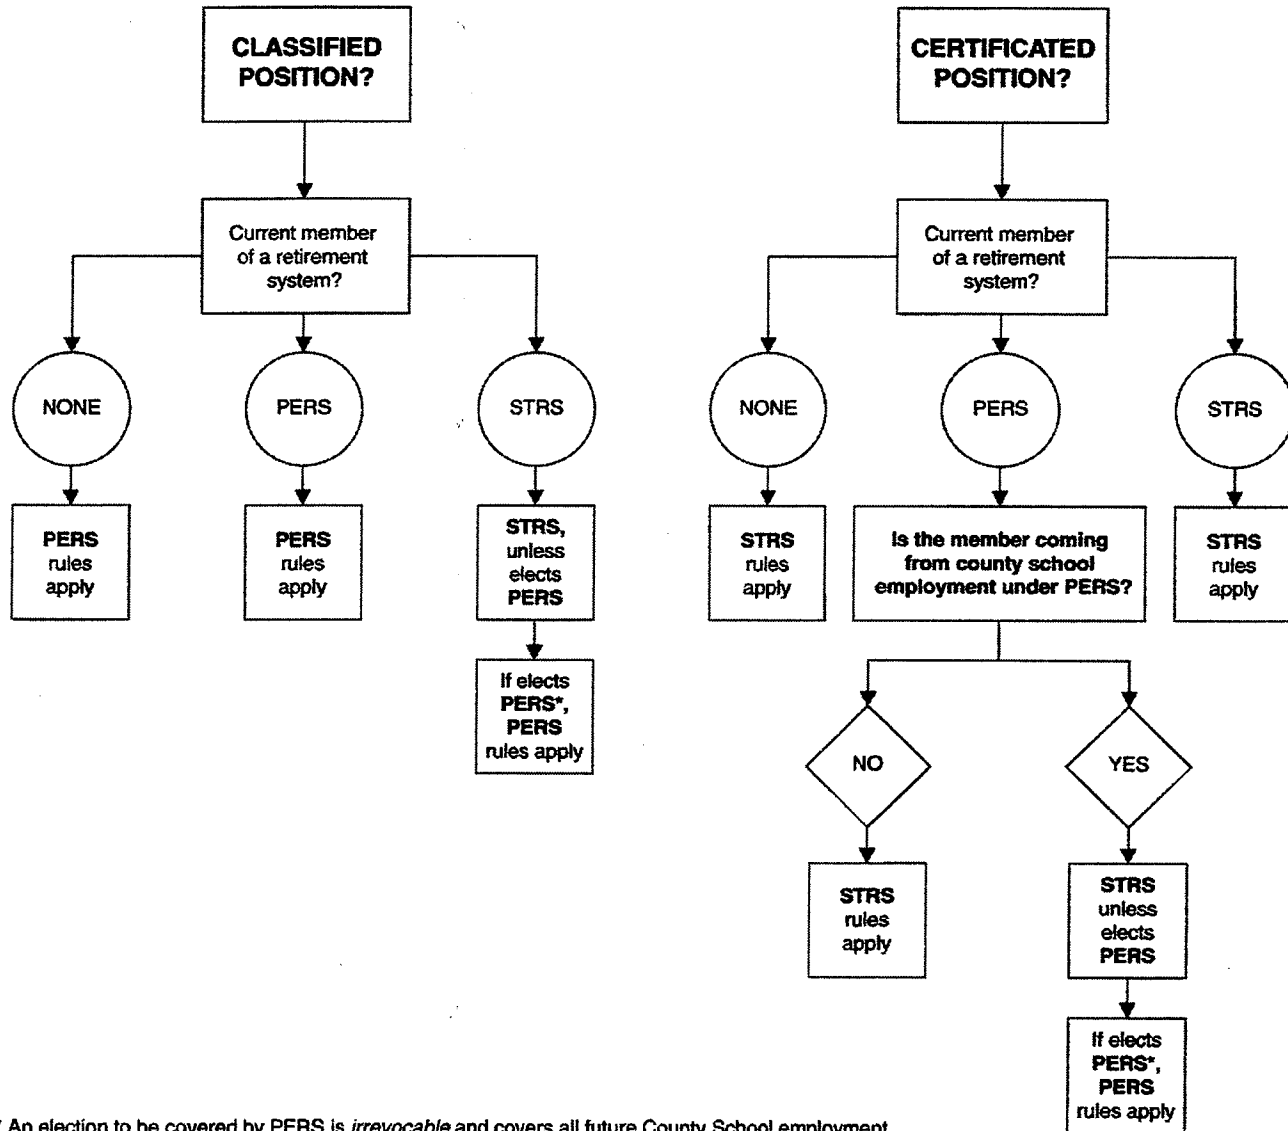 CLASSIFIED
POSITION?
Current member
of a retirement
system?
NONE
PERS
STRS
PERS
rules
apply
PERS
rules
apply
STRS,
unless
elects
PERS
If elects
PERS*,
PERS
rules apply
CERTIFICATED
POSITION?
Current member
of a retirement
system?
NONE
PERS
STRS
STRS
rules
apply
Is the member coming
from county school
employment under PERS?
STRS
rules
apply
NO
YES
STRS
rules
apply
STRS
unless
elects
PERS
If elects
PERS*,
PERS
rules apply
* An election to be covered by PERS is irrevocable and covers all future County School employment